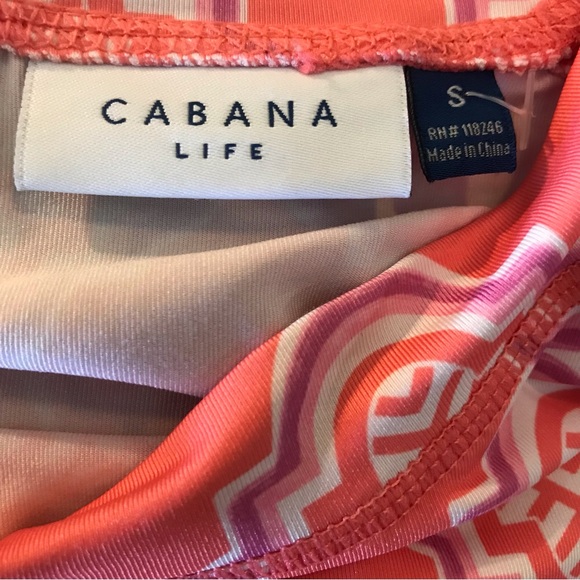 CABANA
LIFE
S
RN# 118246
Made in China